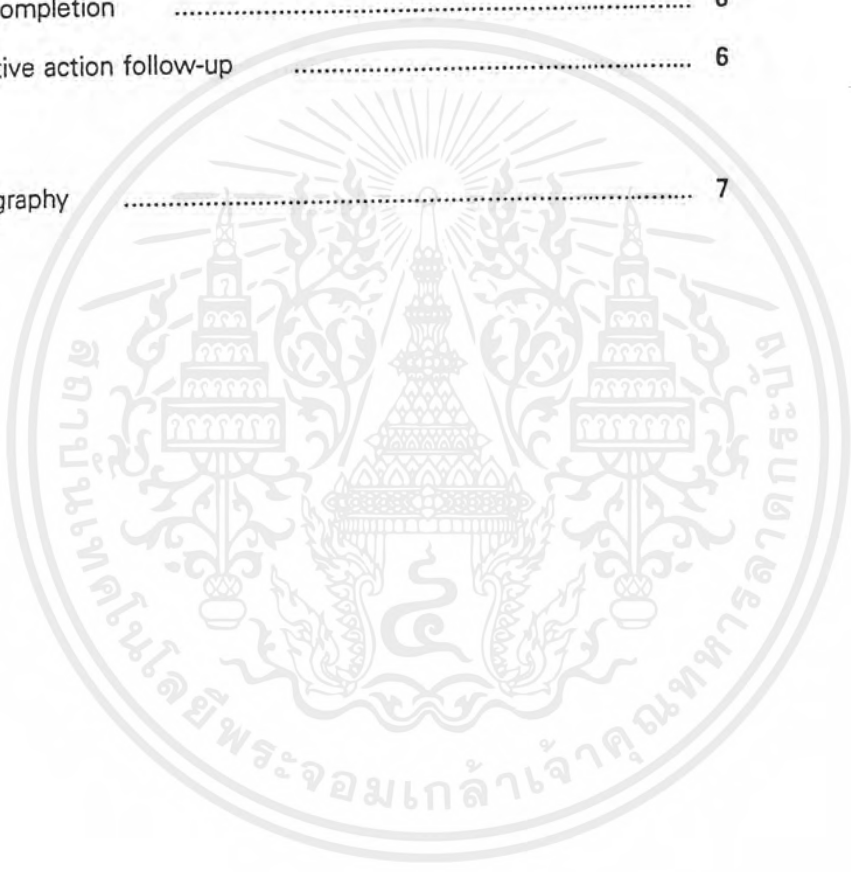 ompletion ........................................ 6
tive action follow-up ........................................ 6
graphy ........................................ 7
สถาบันเทคโนโลยีพระจอมเกล้าเจ้าคุณทหารลาดกระบัง